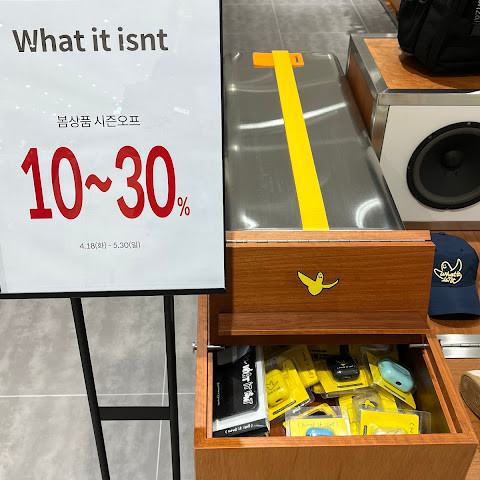 What it isnt
봄상품 시즌오프
10~30%
4.18(화) - 5.30(일)